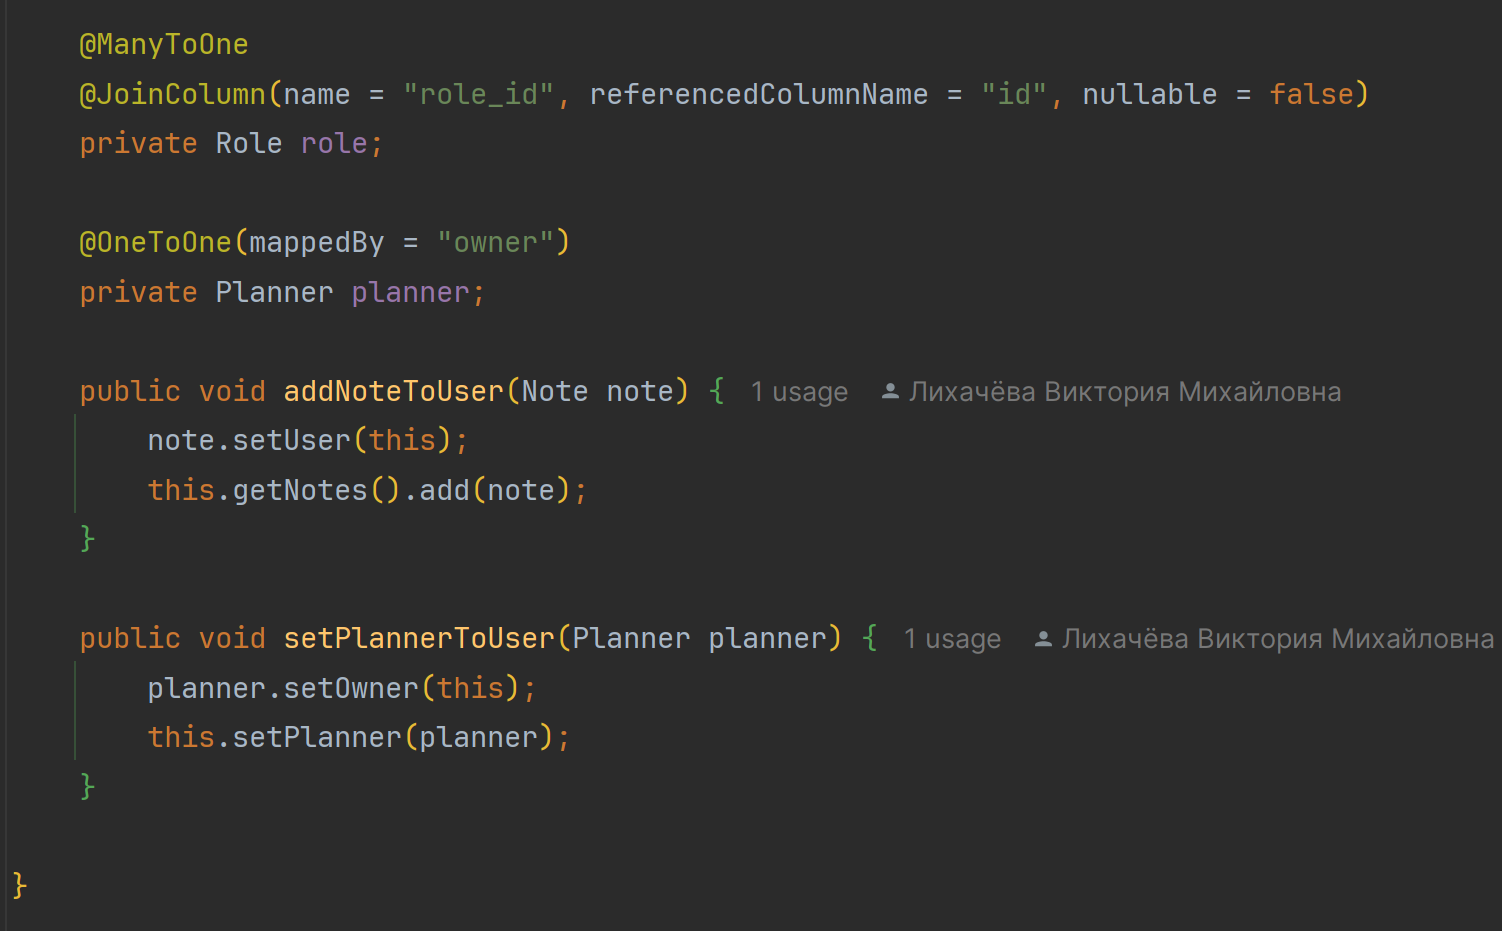 @ManyToOne
@JoinColumn(name = "role_id", referencedColumnName = "id", nullable = false)
private Role role;
@OneToOne(mappedBy = "owner")
private Planner planner;
public void addNoteToUser(Note note) { 1 usage Лихачёва Виктория Михайловна
note.setUser(this);
this.getNotes().add(note);
}
public void setPlannerToUser(Planner planner) { 1 usage Лихачёва Виктория Михайловна
planner.setOwner(this);
this.setPlanner(planner);
}
}